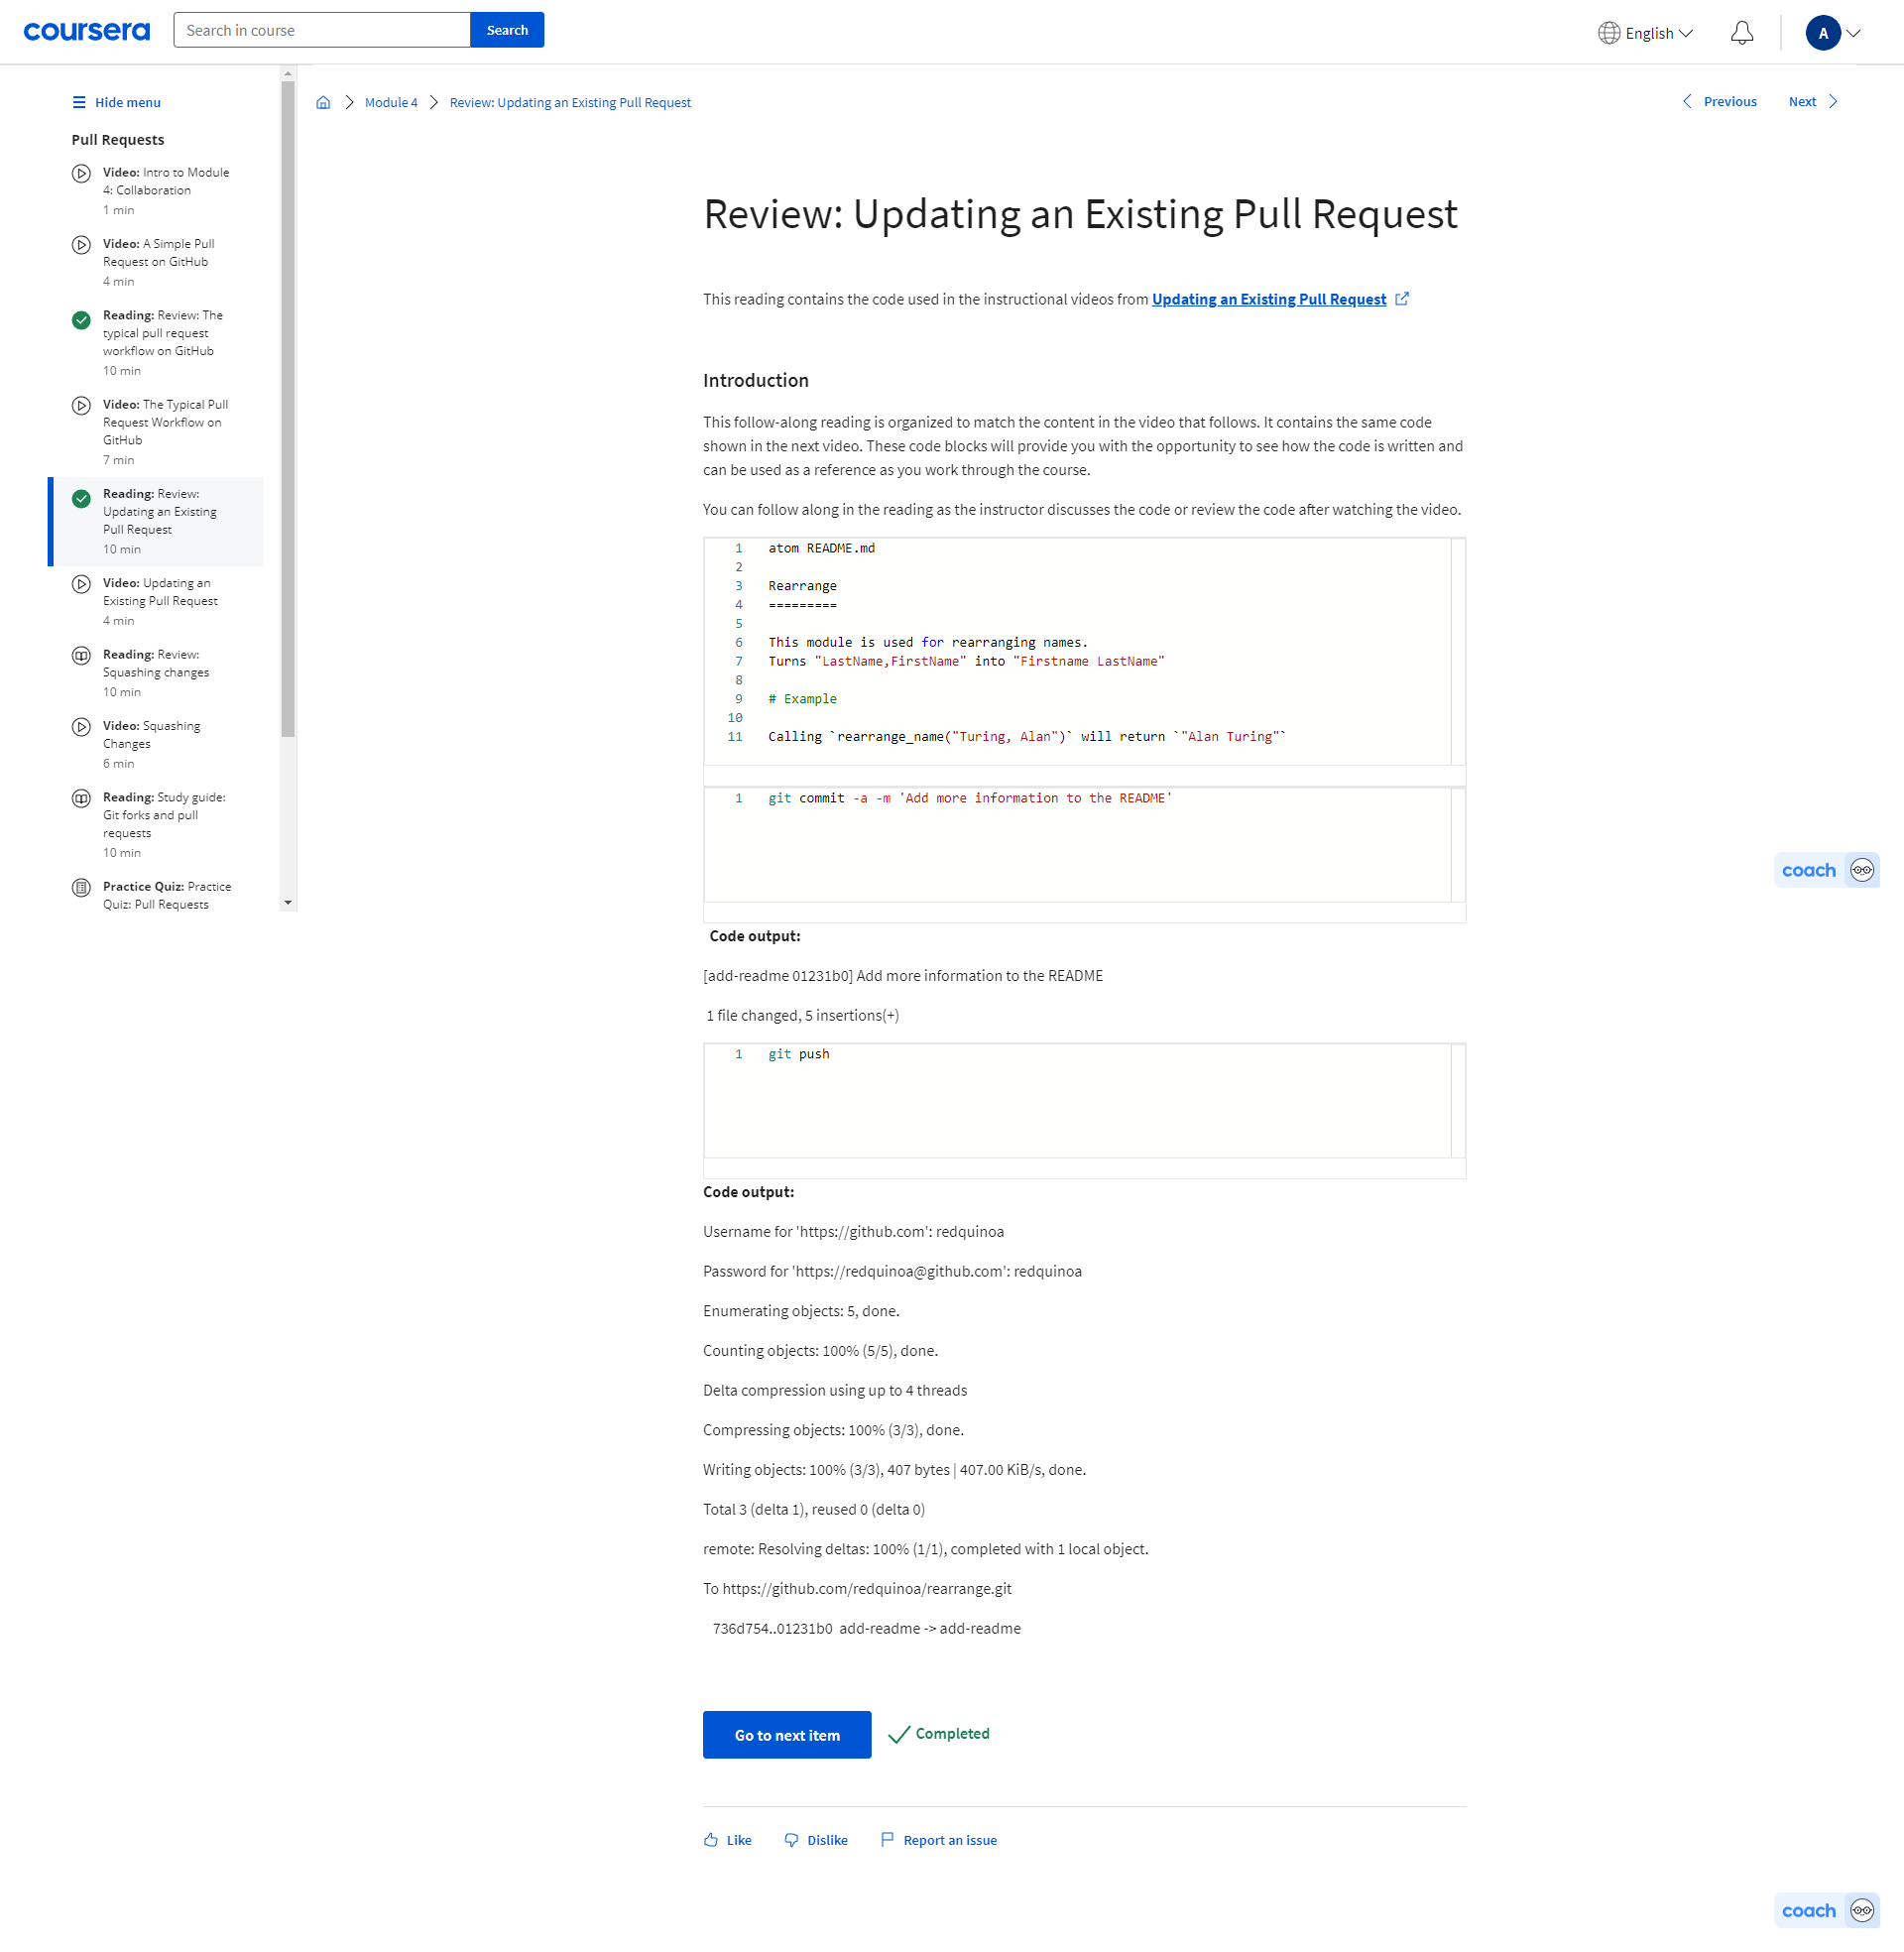 coursera
Search in course
Search
English
A
Hide menu
Pull Requests
Video: Intro to Module
4: Collaboration
1 min
Video: A Simple Pull
Request on GitHub
4 min
Reading: Review: The
typical pull request
workflow on GitHub
10 min
Video: The Typical Pull
Request Workflow on
GitHub
7 min
Reading: Review:
Updating an Existing
Pull Request
10 min
Video: Updating an
Existing Pull Request
4 min
Reading: Review:
Squashing changes
10 min
Video: Squashing
Changes
6 min
Reading: Study guide:
Git forks and pull
requests
10 min
Practice Quiz: Practice
Quiz: Pull Requests
Module 4
Review: Updating an Existing Pull Request
Previous
Next
Review: Updating an Existing Pull Request
This reading contains the code used in the instructional videos from Updating an Existing Pull Request
Introduction
This follow-along reading is organized to match the content in the video that follows. It contains the same code
shown in the next video. These code blocks will provide you with the opportunity to see how the code is written and
can be used as a reference as you work through the course.
You can follow along in the reading as the instructor discusses the code or review the code after watching the video.
1 atom README.md
2
3 Rearrange
4 =========
5
6 This module is used for rearranging names.
7 Turns "LastName,FirstName" into "Firstname LastName"
8
9 # Example
10
11 Calling `rearrange_name("Turing, Alan")` will return `"Alan Turing"`
1 git commit -a -m 'Add more information to the README'
coach
Code output:
[add-readme 01231b0] Add more information to the README
1 file changed, 5 insertions(+)
1 git push
Code output:
Username for 'https://github.com': redquinoa
Password for 'https://redquinoa@github.com': redquinoa
Enumerating objects: 5, done.
Counting objects: 100% (5/5), done.
Delta compression using up to 4 threads
Compressing objects: 100% (3/3), done.
Writing objects: 100% (3/3), 407 bytes | 407.00 KiB/s, done.
Total 3 (delta 1), reused 0 (delta 0)
remote: Resolving deltas: 100% (1/1), completed with 1 local object.
To https://github.com/redquinoa/rearrange.git
736d754..01231b0 add-readme -> add-readme
Go to next item
Completed
Like
Dislike
Report an issue
coach